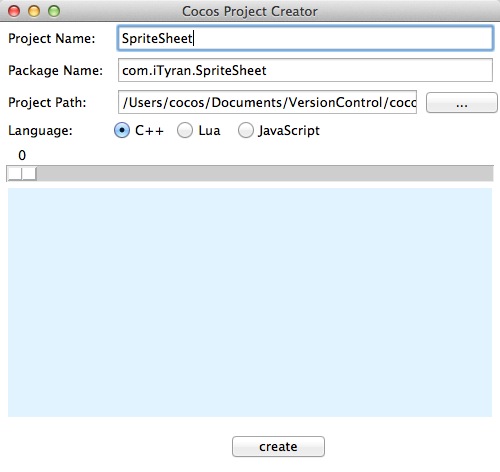 Cocos Project Creator
Project Name: SpriteSheet
Package Name: com.iTyran.SpriteSheet
Project Path: /Users/cocos/Documents/VersionControl/coco ...
Language: C++ Lua JavaScript
0
create